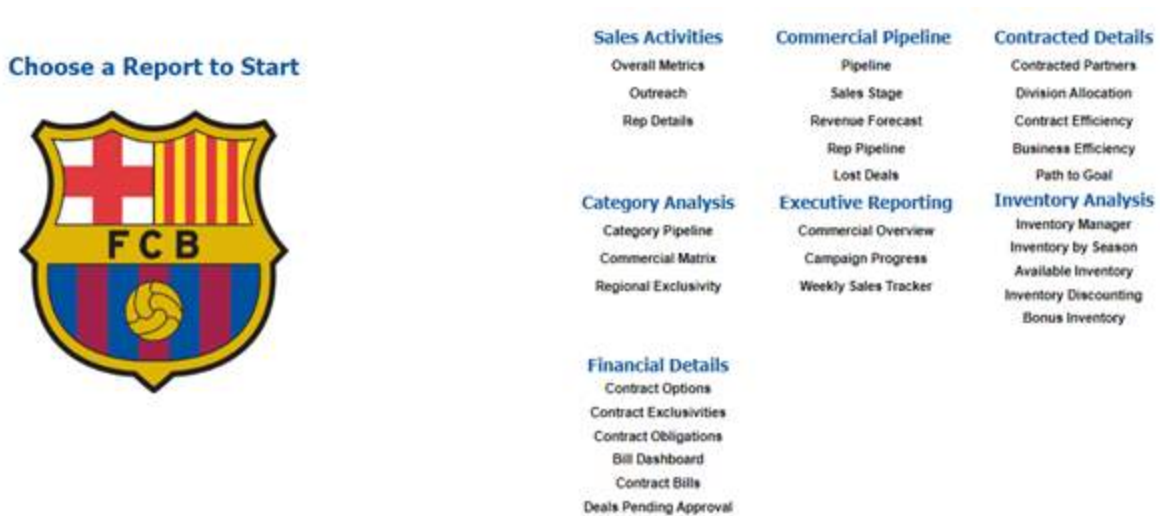 Choose a Report to Start
FCB
Sales Activities
Overall Metrics
Outreach
Rep Details
Commercial Pipeline
Pipeline
Sales Stage
Revenue Forecast
Rep Pipeline
Lost Deals
Contracted Details
Contracted Partners
Division Allocation
Contract Efficiency
Business Efficiency
Path to Goal
Category Analysis
Category Pipeline
Commercial Matrix
Regional Exclusivity
Executive Reporting
Commercial Overview
Campaign Progress
Weekly Sales Tracker
Inventory Analysis
Inventory Manager
Inventory by Season
Available Inventory
Inventory Discounting
Bonus Inventory
Financial Details
Contract Options
Contract Exclusivities
Contract Obligations
Bill Dashboard
Contract Bills
Deals Pending Approval